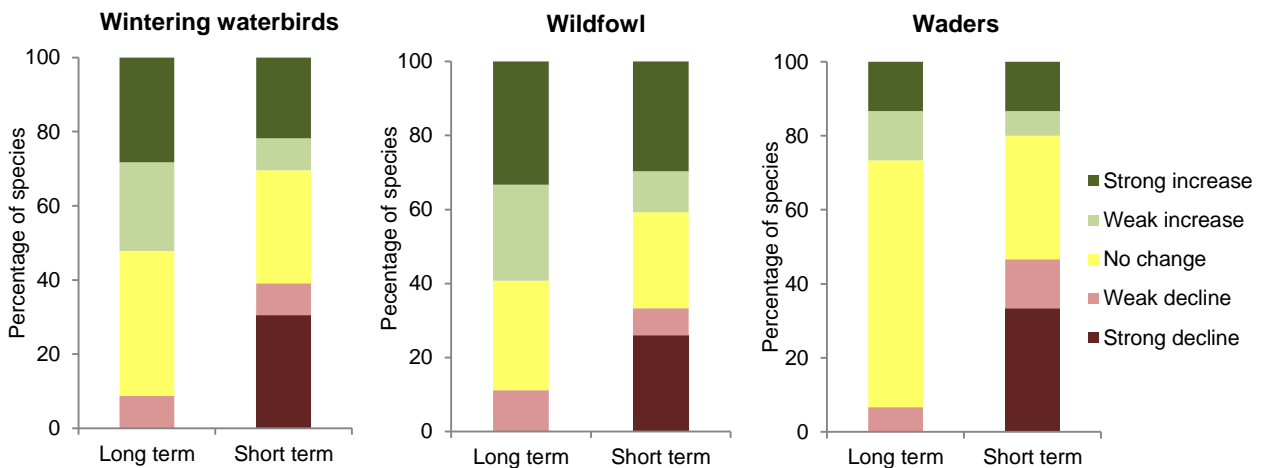 Wintering waterbirds
Percentage of species
100
80
60
40
20
0
Long term
Short term
Wildfowl
Pecentage of species
100
80
60
40
20
0
Long term
Short term
Waders
Percentage of species
100
80
60
40
20
0
Long term
Short term
Strong increase
Weak increase
No change
Weak decline
Strong decline